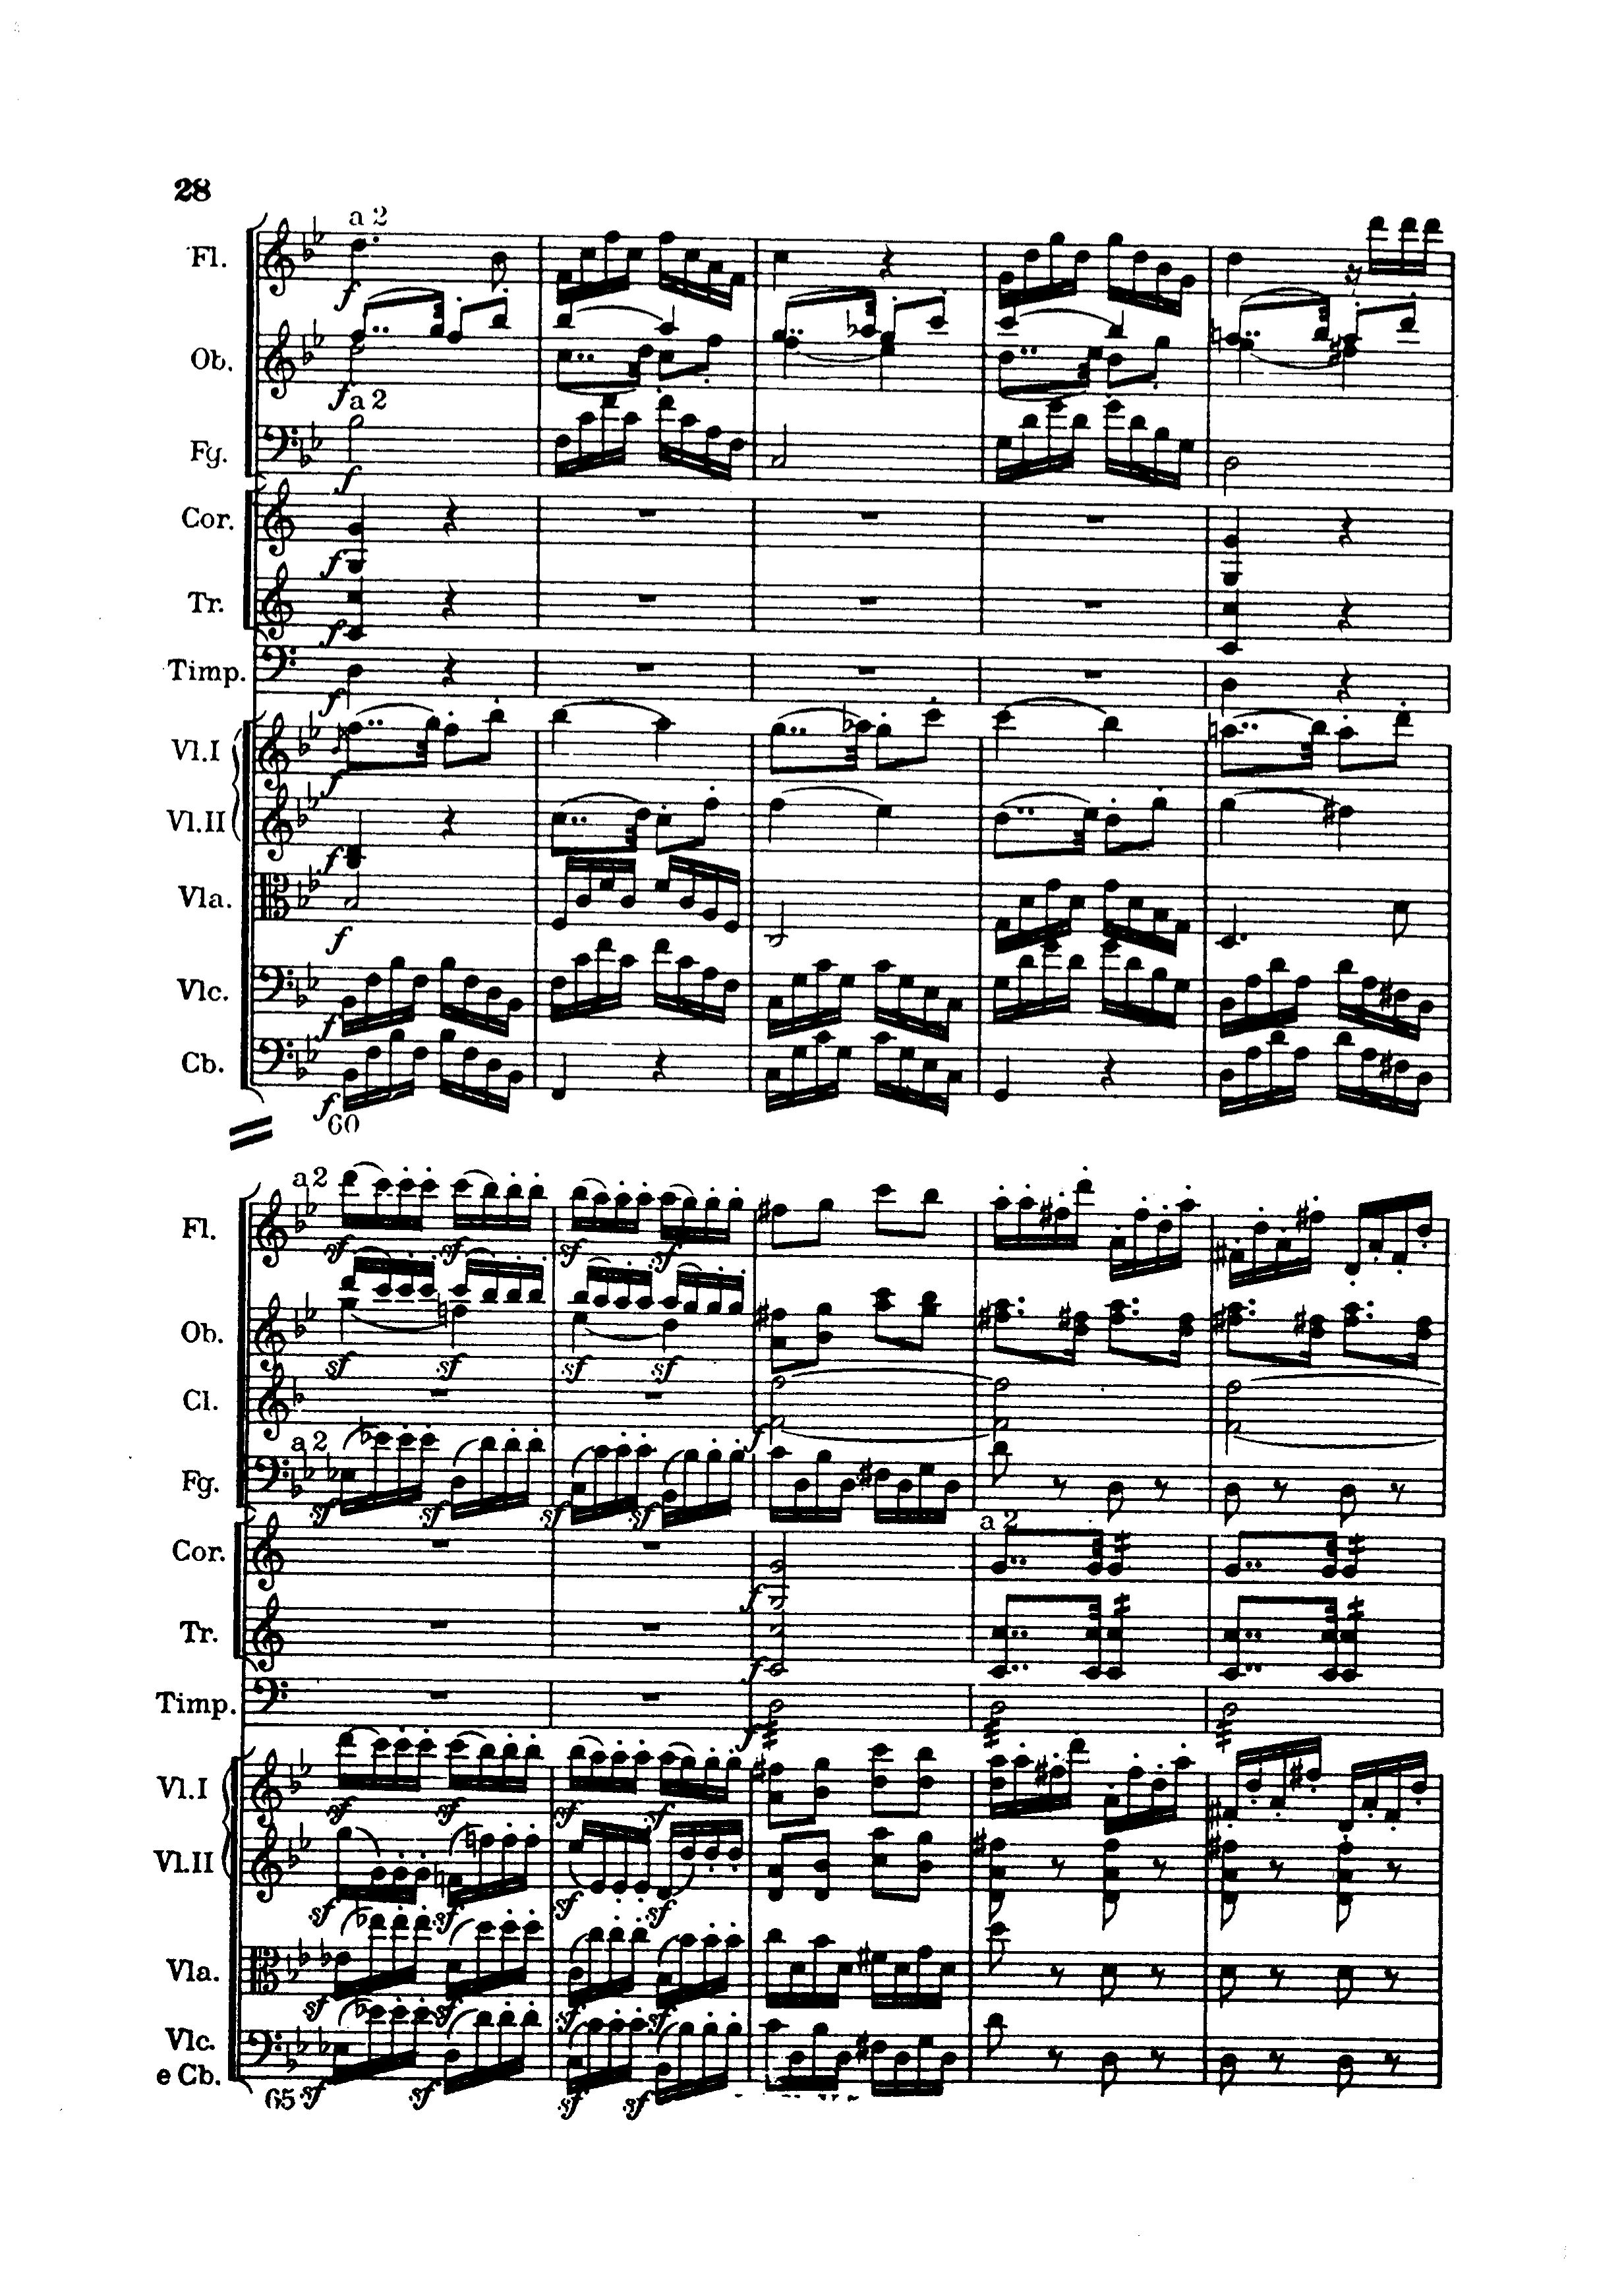 28
a 2
Fl.
f
Ob.
f
a 2
Fg.
f
Cor.
f
Tr.
f
Timp.
f
Vl.I
f
Vl.II
f
Vla.
f
Vlc.
f
Cb.
f
60
a 2
Fl.
sf sf sf sf
Ob.
sf sf sf sf
Cl.
f
a 2
Fg.
sf sf sf sf
a 2
Cor.
f
Tr.
f
Timp.
f
Vl.I
sf sf sf sf
Vl.II
sf sf sf sf
Vla.
sf sf sf sf
Vlc.
e Cb.
65 sf sf sf sf